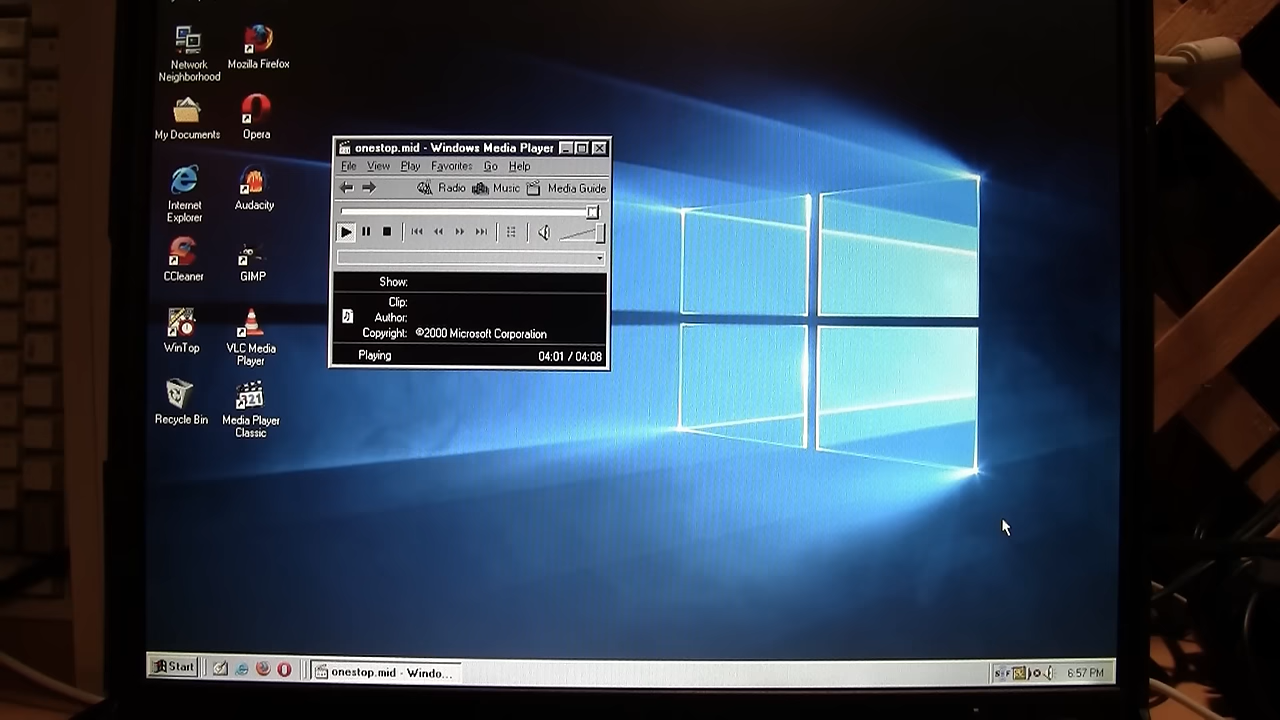 Network
Neighborhood
Mozilla Firefox
My Documents
Opera
Internet
Explorer
Audacity
CCleaner
GIMP
WinTop
VLC Media
Player
Recycle Bin
321
Media Player
Classic
onestop.mid - Windows Media Player
File View Play Favorites Go Help
Radio Music Media Guide
Show:
Clip:
Author:
Copyright: ©2000 Microsoft Corporation
Playing 04:01 / 04:08
Start onestop.mid - Windo... 6:57 PM